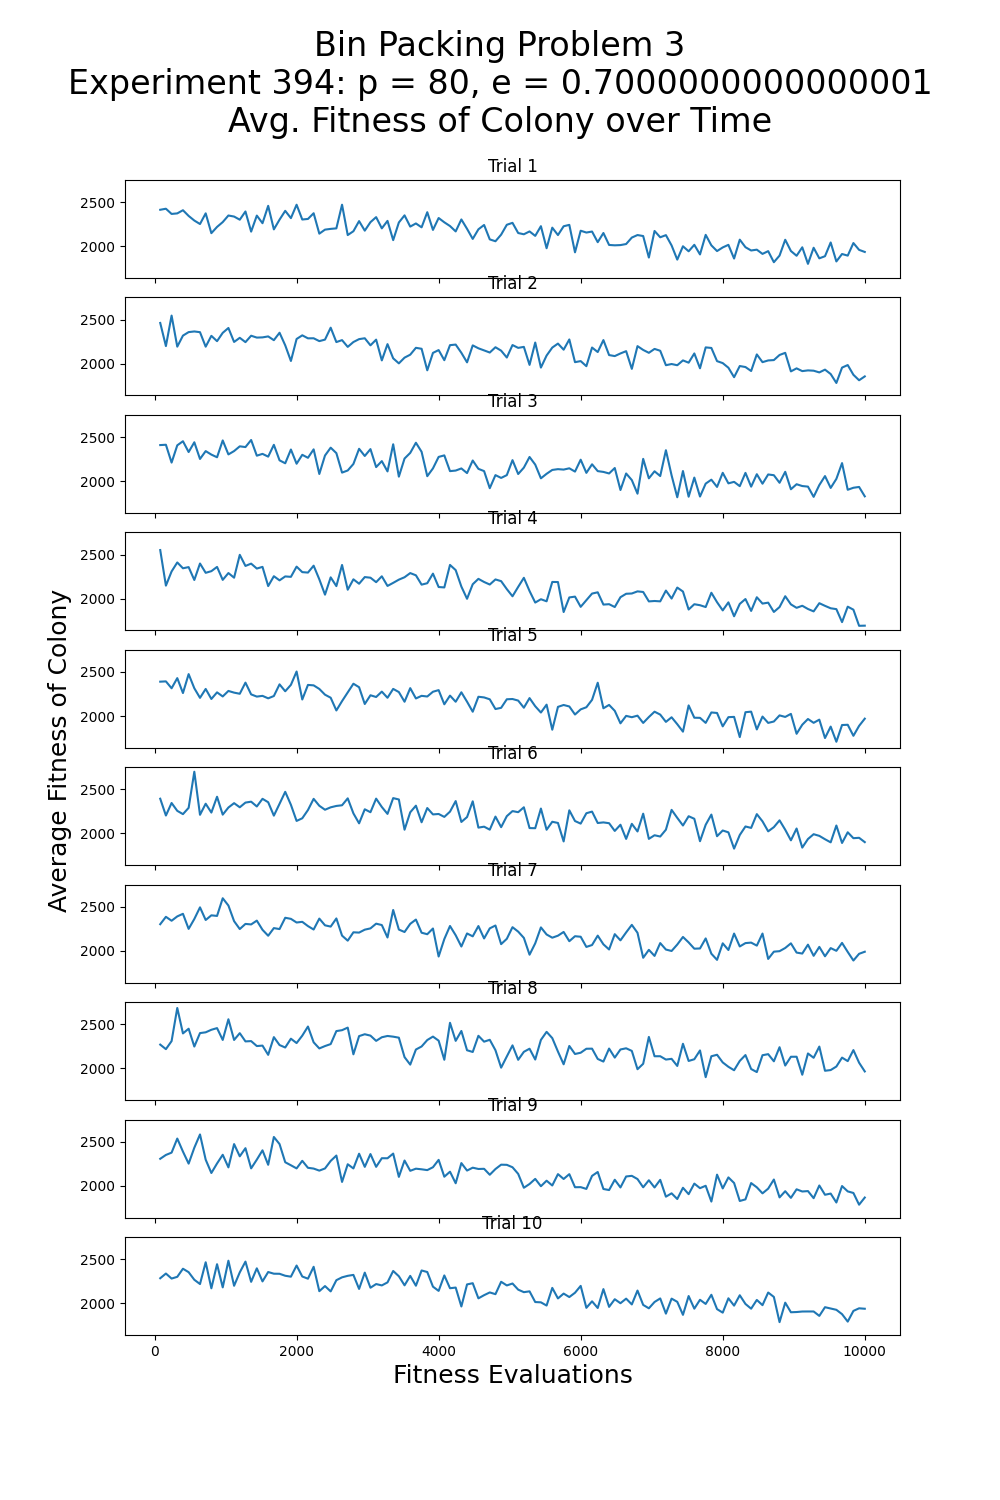 Bin Packing Problem 3
Experiment 394: p = 80, e = 0.7000000000000001
Avg. Fitness of Colony over Time
Trial 1
2500
2000
Trial 2
2500
2000
Trial 3
2500
2000
Trial 4
2500
2000
Trial 5
2500
2000
Trial 6
2500
2000
Trial 7
2500
2000
Trial 8
2500
2000
Trial 9
2500
2000
Trial 10
2500
2000
0 2000 4000 6000 8000 10000
Fitness Evaluations
Average Fitness of Colony